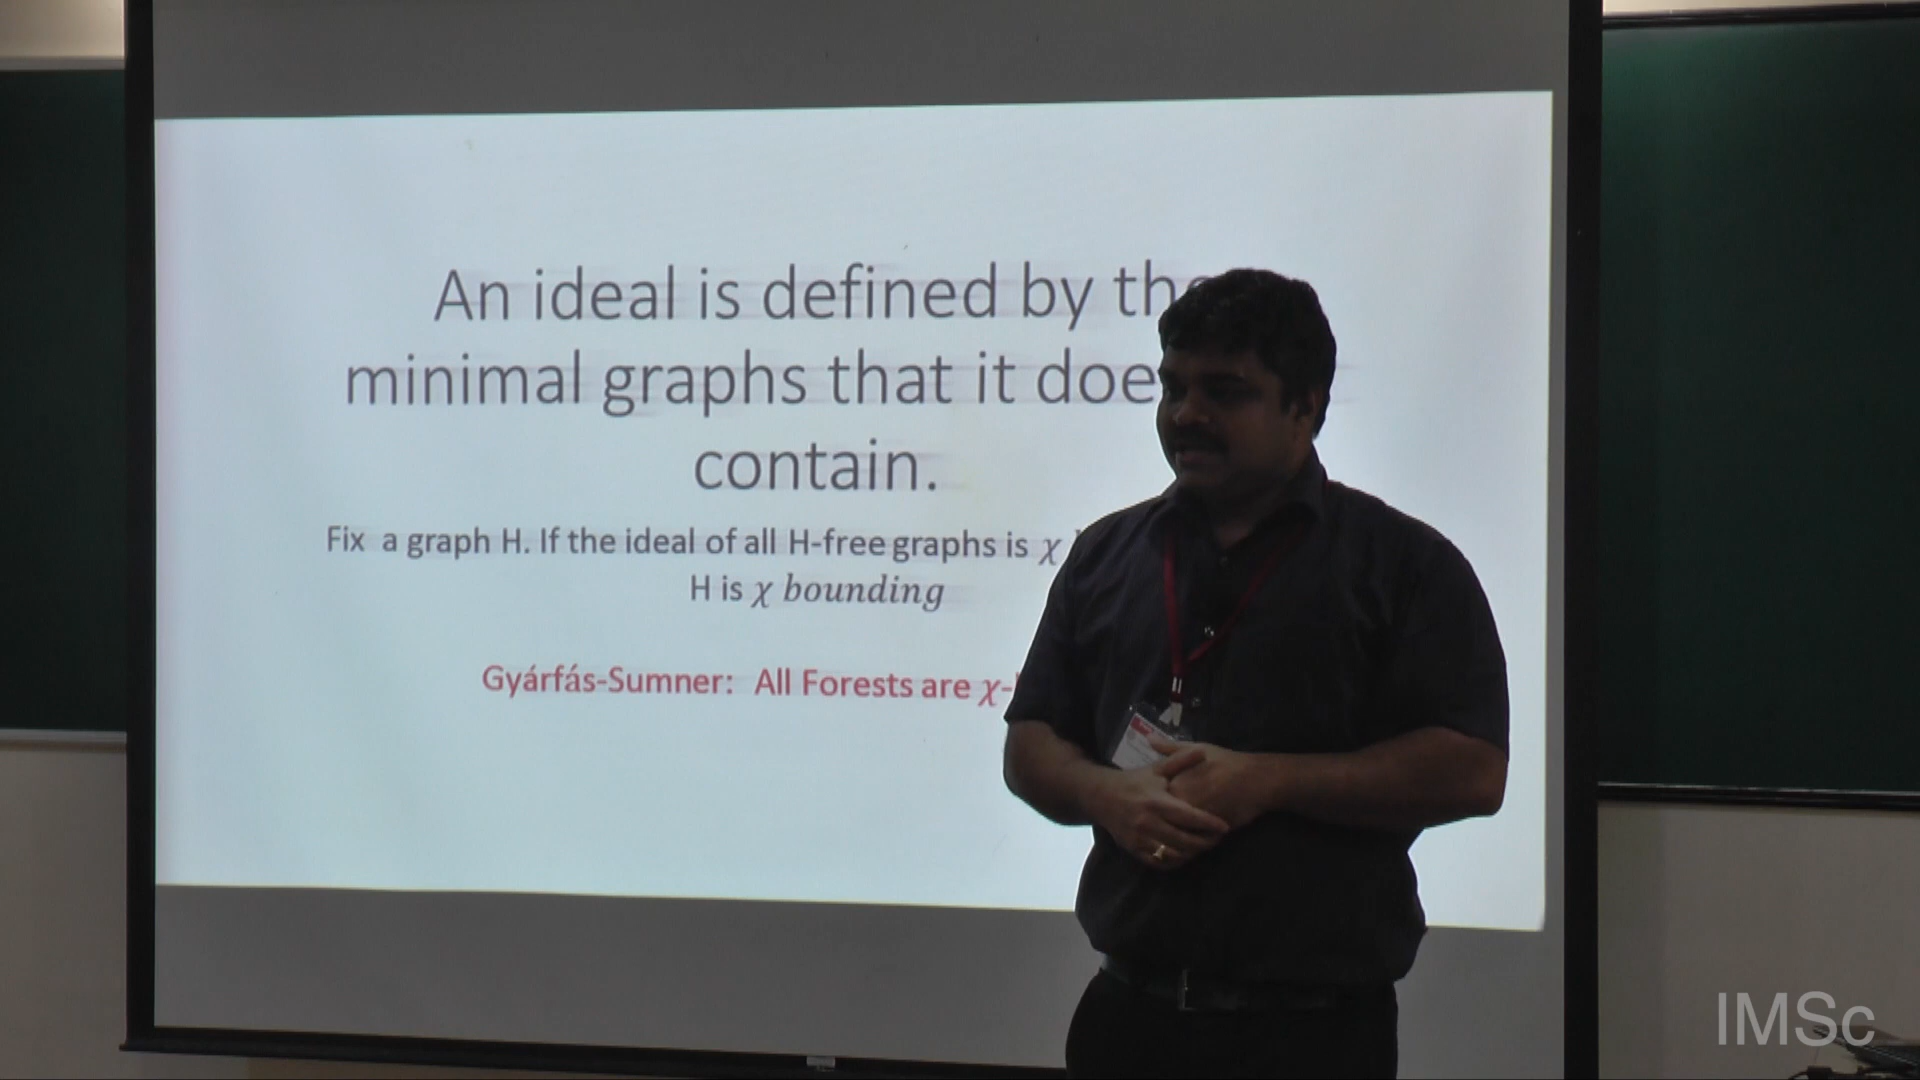 An ideal is defined by the
minimal graphs that it doe
contain.
Fix a graph H. If the ideal of all H-free graphs is χ
H is χ bounding
Gyárfás-Sumner: All Forests are χ-
IMSc